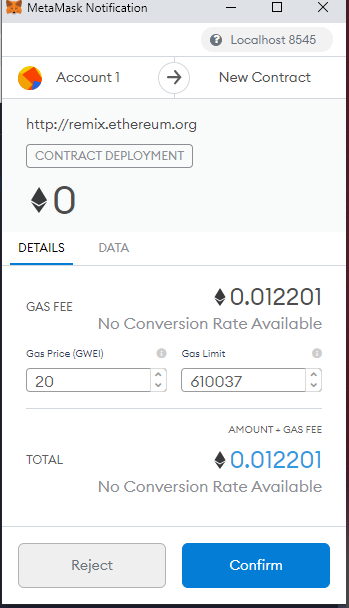 MetaMask Notification
Localhost 8545
Account 1
New Contract
http://remix.ethereum.org
CONTRACT DEPLOYMENT
0
DETAILS DATA
GAS FEE
0.012201
No Conversion Rate Available
Gas Price (GWEI) Gas Limit
20 610037
AMOUNT + GAS FEE
TOTAL
0.012201
No Conversion Rate Available
Reject Confirm